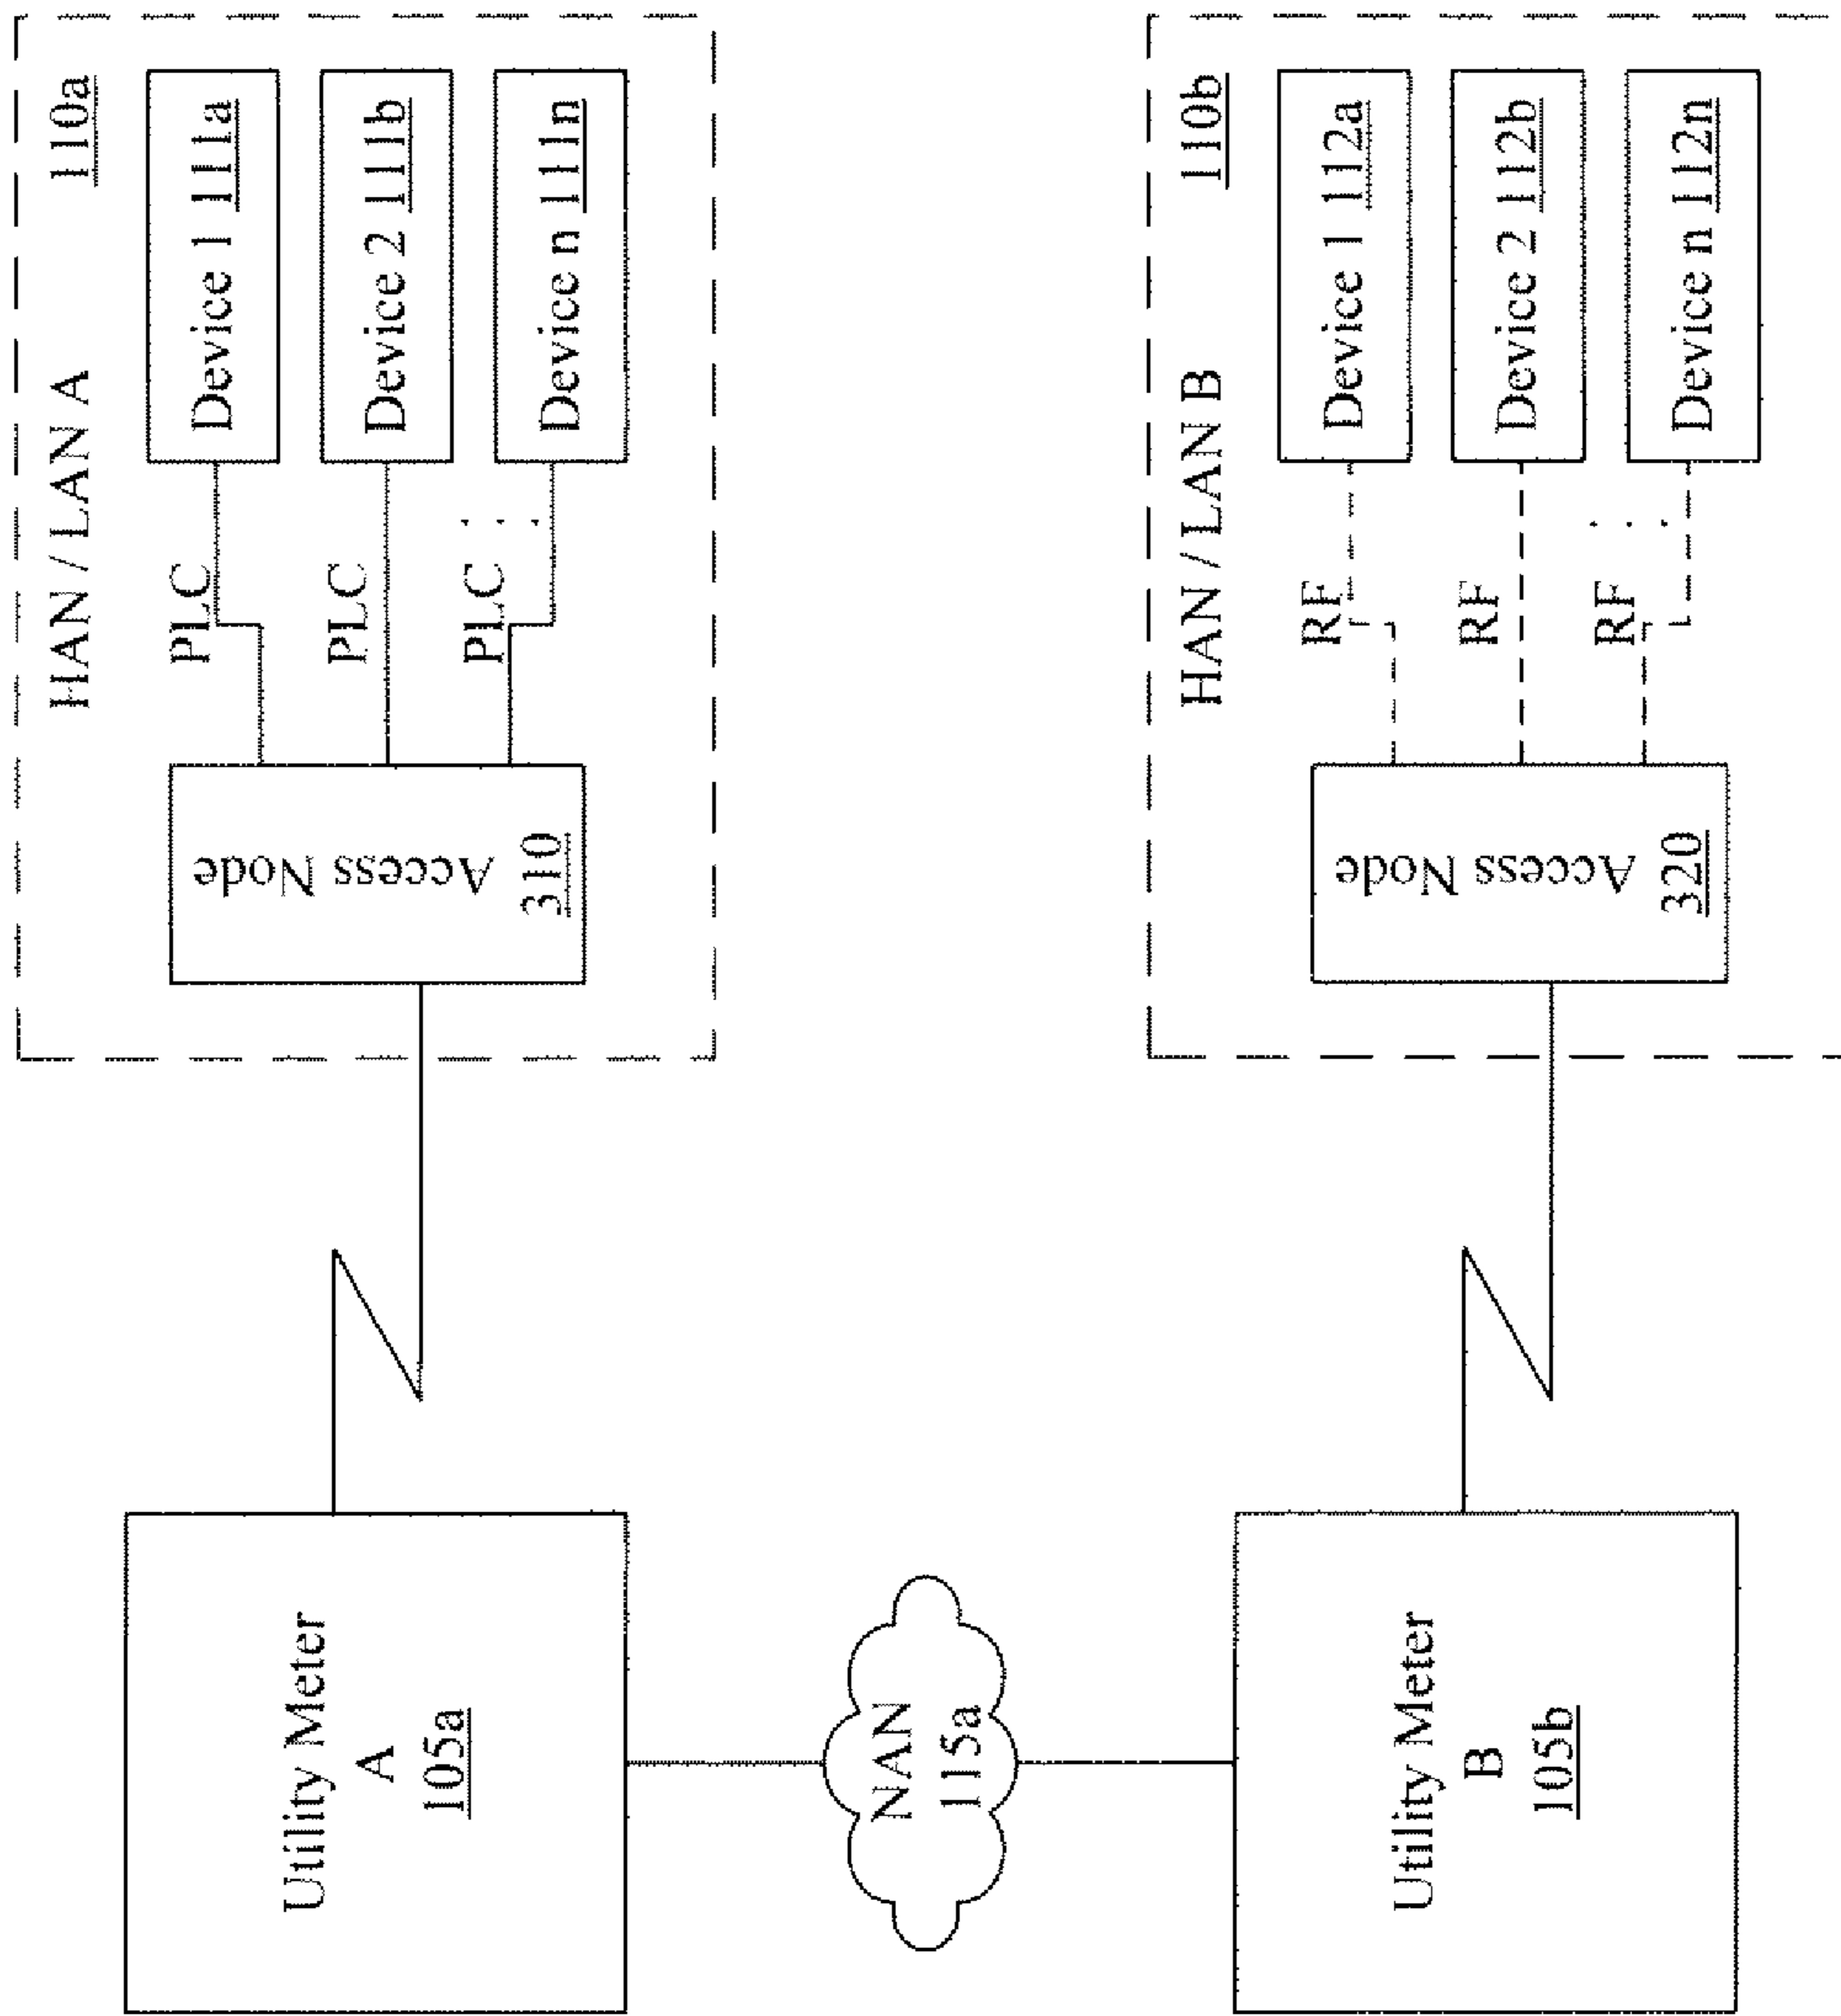 HAN / LAN A
110a
Device 1 111a
Device 2 111b
Device n 111n
PLC
PLC
PLC
Access Node
310
Utility Meter
A
105a
NAN
115a
HAN / LAN B
110b
Device 1 112a
Device 2 112b
Device n 112n
RF
RF
RF
Access Node
320
Utility Meter
B
105b